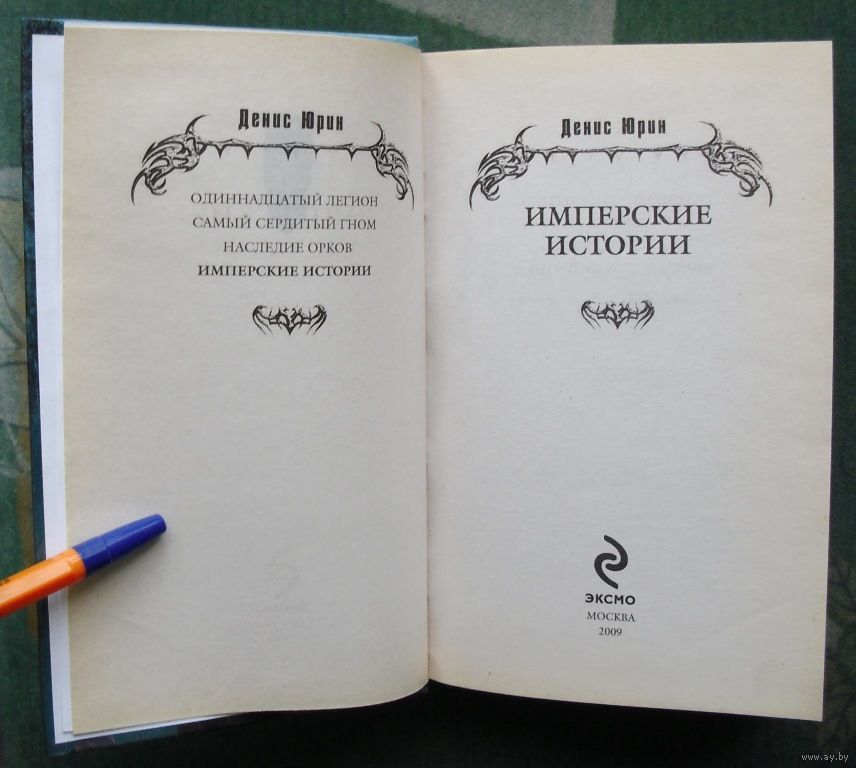 Денис Юрин
ОДИННАДЦАТЫЙ ЛЕГИОН
САМЫЙ СЕРДИТЫЙ ГНОМ
НАСЛЕДИЕ ОРКОВ
ИМПЕРСКИЕ ИСТОРИИ
Денис Юрин
ИМПЕРСКИЕ
ИСТОРИИ
ЭКСМО
МОСКВА
2009
www.ay.by